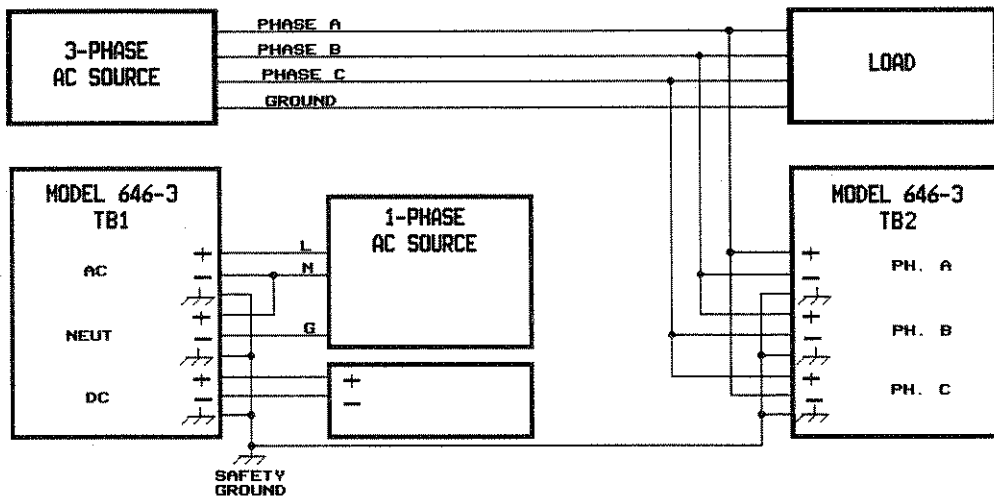 PHASE A
PHASE B
PHASE C
GROUND
3-PHASE
AC SOURCE
LOAD
MODEL 646-3
TB1
AC
+
−
NEUT
+
−
DC
+
−
L
N
G
1-PHASE
AC SOURCE
+
−
MODEL 646-3
TB2
+
−
PH. A
+
−
PH. B
+
−
PH. C
SAFETY
GROUND